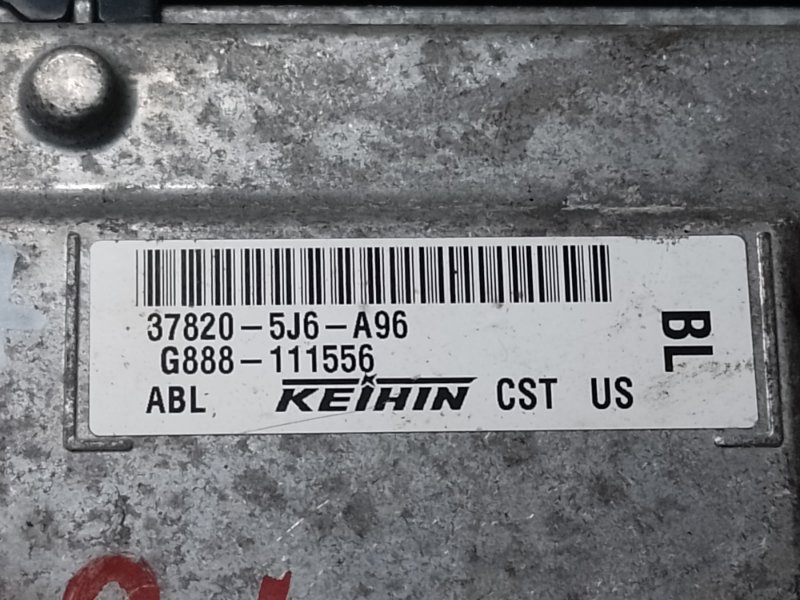 37820-5J6-A96
G888-111556
ABL KEIHIN CST US
BL